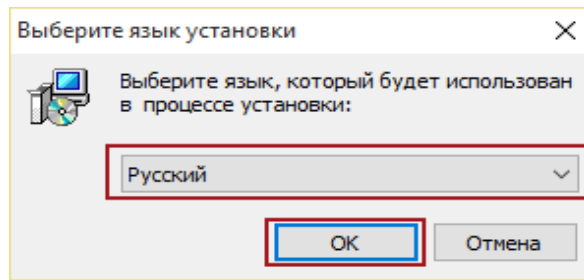 Выберите язык установки
Выберите язык, который будет использован
в процессе установки:
Русский
OK
Отмена